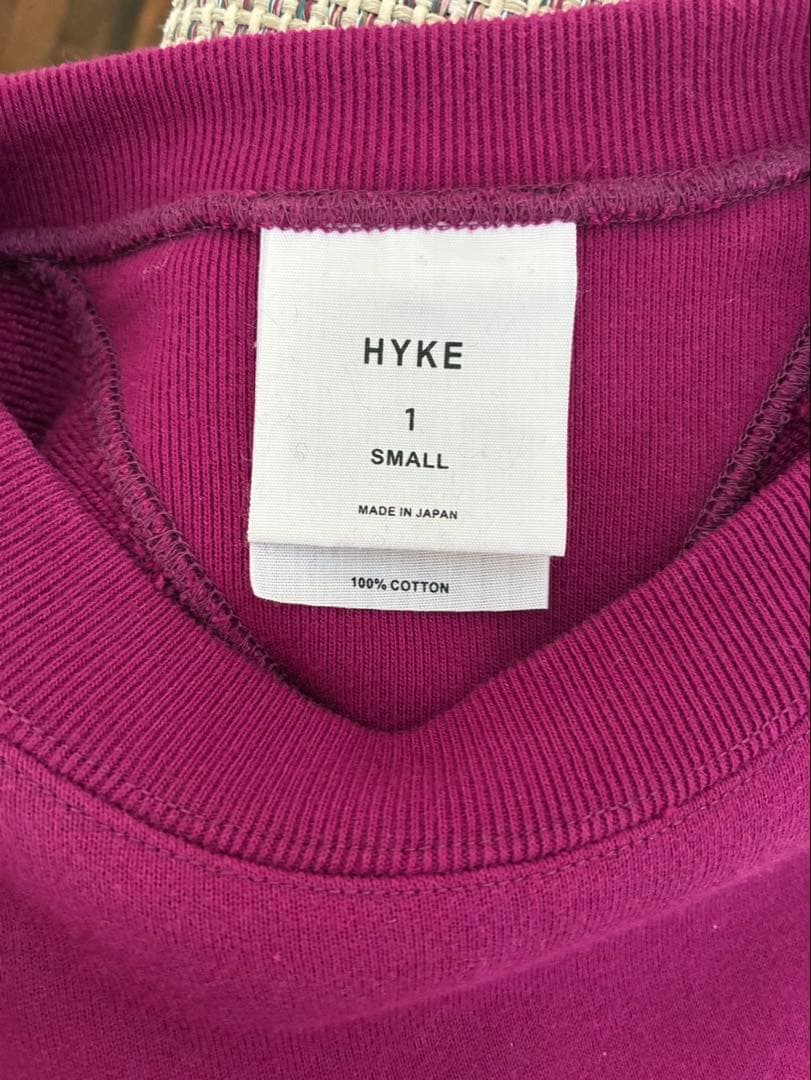 HYKE
1
SMALL
MADE IN JAPAN
100% COTTON